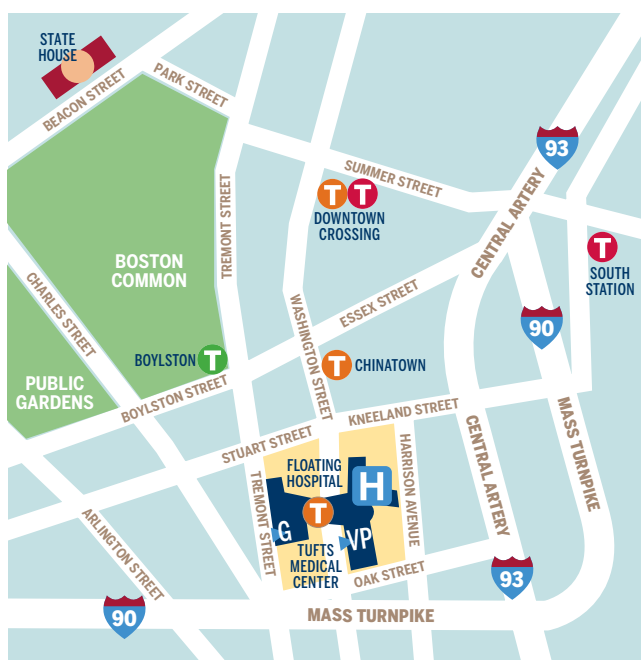 STATE
HOUSE
BEACON STREET
PARK STREET
93
SUMMER STREET
T
T
DOWNTOWN
CROSSING
CENTRAL ARTERY
TREMONT STREET
T
SOUTH
STATION
BOSTON
COMMON
CHARLES STREET
WASHINGTON STREET
ESSEX STREET
90
BOYLSTON
T
T
CHINATOWN
PUBLIC
GARDENS
BOYLSTON STREET
KNEELAND STREET
MASS TURNPIKE
STUART STREET
CENTRAL ARTERY
HARRISON AVENUE
TREMONT STREET
FLOATING
HOSPITAL
H
T
G
VP
TUFTS
MEDICAL
CENTER
ARLINGTON STREET
OAK STREET
93
90
MASS TURNPIKE